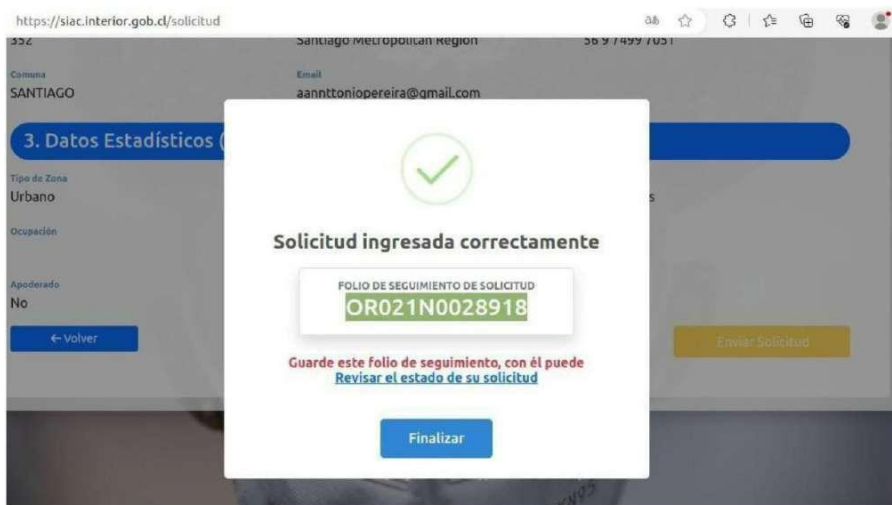 https://siac.interior.gob.cl/solicitud
352
Santiago Metropolitan Region
56 9 7499 7051
Comuna
SANTIAGO
Email
aannttoniopereira@gmail.com
3. Datos Estadísticos (
Tipo de Zona
Urbano
s
Ocupación
Solicitud ingresada correctamente
FOLIO DE SEGUIMIENTO DE SOLICITUD
OR021N0028918
Apoderado
No
← Volver
Enviar Solicitud
Guarde este folio de seguimiento, con él puede
Revisar el estado de su solicitud
Finalizar